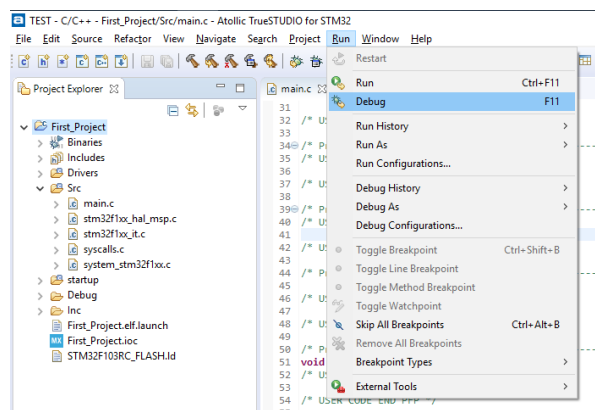 TEST - C/C++ - First_Project/Src/main.c - Atollic TrueSTUDIO for STM32
File Edit Source Refactor View Navigate Search Project Run Window Help
Project Explorer
First_Project
Binaries
Includes
Drivers
Src
main.c
stm32f1xx_hal_msp.c
stm32f1xx_it.c
syscalls.c
system_stm32f1xx.c
startup
Debug
Inc
First_Project.elf.launch
MX First_Project.ioc
STM32F103RC_FLASH.ld
main.c
31
32 /* US
33
34 /* Pr
35 /* US
36
37 /* US
38
39 /* Pr
40 /* US
41
42 /* US
43
44 /* Pr
45
46 /* US
47
48 /* US
49
50 /* Pr
51 void
52 /* US
53
54 /* USER CODE END PFP */
Restart
Run Ctrl+F11
Debug F11
Run History
Run As
Run Configurations...
Debug History
Debug As
Debug Configurations...
Toggle Breakpoint Ctrl+Shift+B
Toggle Line Breakpoint
Toggle Method Breakpoint
Toggle Watchpoint
Skip All Breakpoints Ctrl+Alt+B
Remove All Breakpoints
Breakpoint Types
External Tools